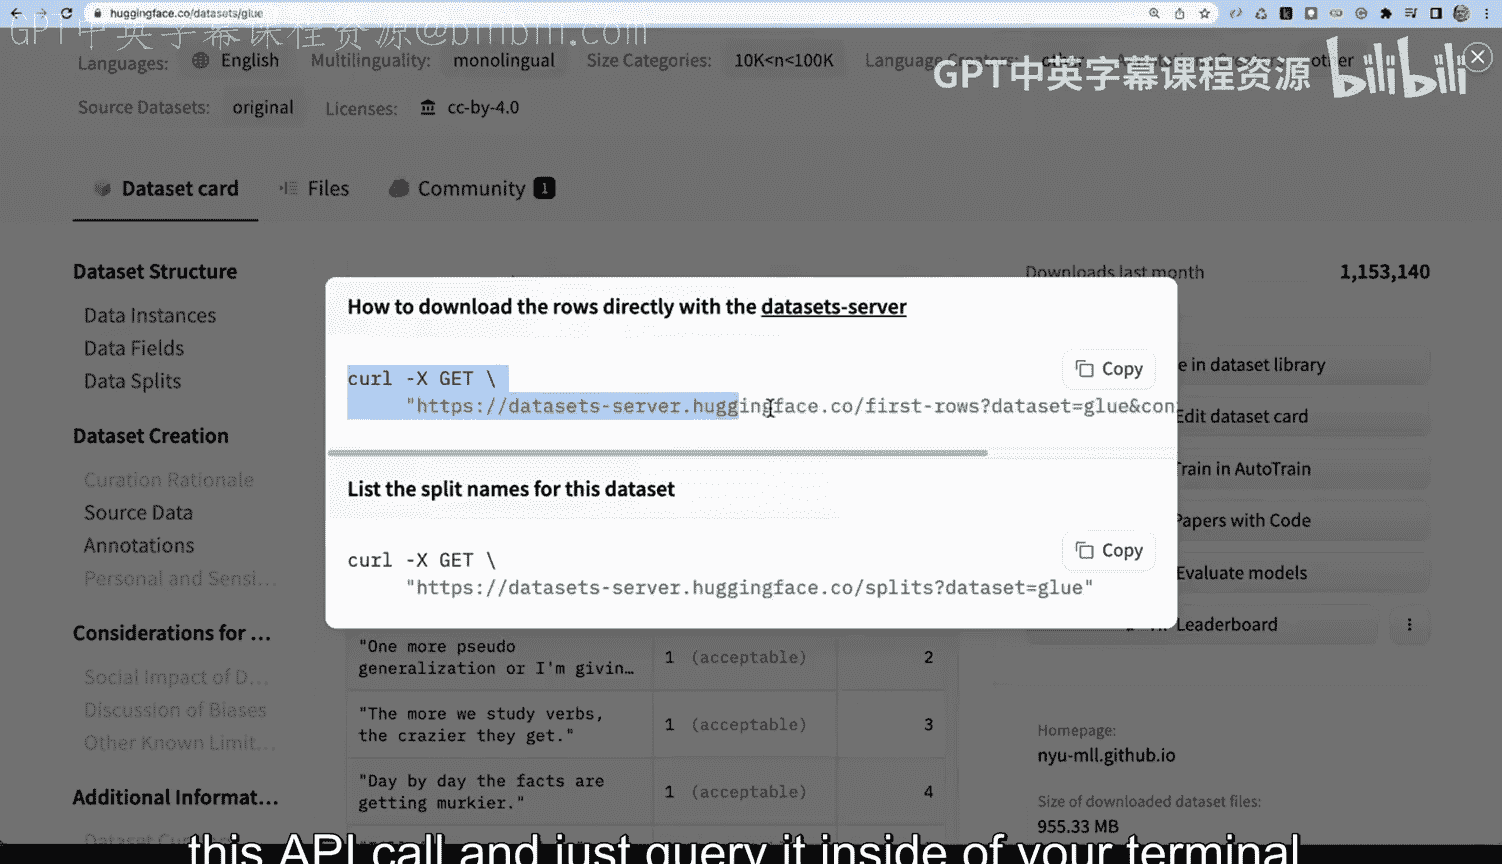 huggingface.co/datasets/glue
GPT中英字幕课程资源@bilibili.com
GPT中英字幕课程资源 bilibili
Languages: English Multilinguality: monolingual Size Categories: 10K<n<100K Language Creators: other
Source Datasets: original Licenses: cc-by-4.0
Dataset card Files Community 1
Dataset Structure
Data Instances
Data Fields
Data Splits
Dataset Creation
Curation Rationale
Source Data
Annotations
Personal and Sensi…
Considerations for …
Social Impact of D…
Discussion of Biases
Other Known Limit…
Additional Informat…
How to download the rows directly with the datasets-server
Copy
curl -X GET \
"https://datasets-server.huggingface.co/first-rows?dataset=glue&con
List the split names for this dataset
Copy
curl -X GET \
"https://datasets-server.huggingface.co/splits?dataset=glue"
"One more pseudo
generalization or I'm givin… 1 (acceptable) 2
"The more we study verbs,
the crazier they get." 1 (acceptable) 3
"Day by day the facts are
getting murkier." 1 (acceptable) 4
Downloads last month 1,153,140
e in dataset library
Edit dataset card
Train in AutoTrain
Papers with Code
Evaluate models
Leaderboard
Homepage:
nyu-mll.github.io
Size of downloaded dataset files:
955.33 MB
this API call and just query it inside of your terminal